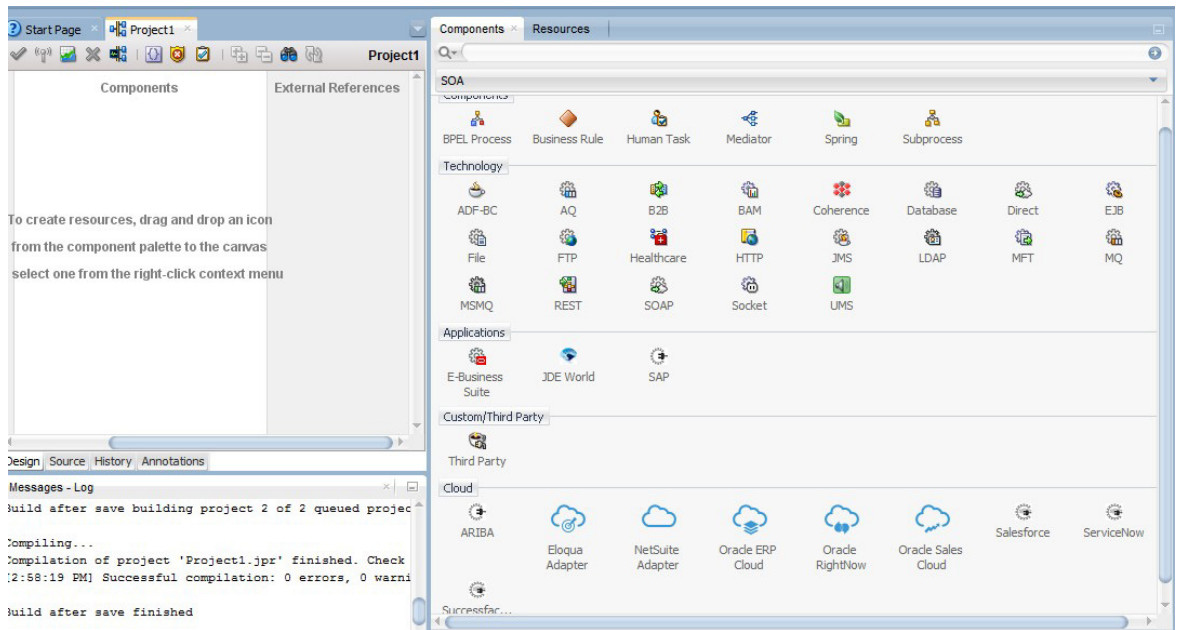 Start Page Project1
Project1
Components External References
To create resources, drag and drop an icon
from the component palette to the canvas
select one from the right-click context menu
Design Source History Annotations
Messages - Log
Build after save building project 2 of 2 queued projec
Compiling...
Compilation of project 'Project1.jpr' finished. Check
[2:58:19 PM] Successful compilation: 0 errors, 0 warni
Build after save finished
Components Resources
SOA
Components
BPEL Process Business Rule Human Task Mediator Spring Subprocess
Technology
ADF-BC AQ B2B BAM Coherence Database Direct EJB
File FTP Healthcare HTTP JMS LDAP MFT MQ
MSMQ REST SOAP Socket UMS
Applications
E-Business Suite JDE World SAP
Custom/Third Party
Third Party
Cloud
ARIBA Eloqua Adapter NetSuite Adapter Oracle ERP Cloud Oracle RightNow Oracle Sales Cloud Salesforce ServiceNow
Successfac...